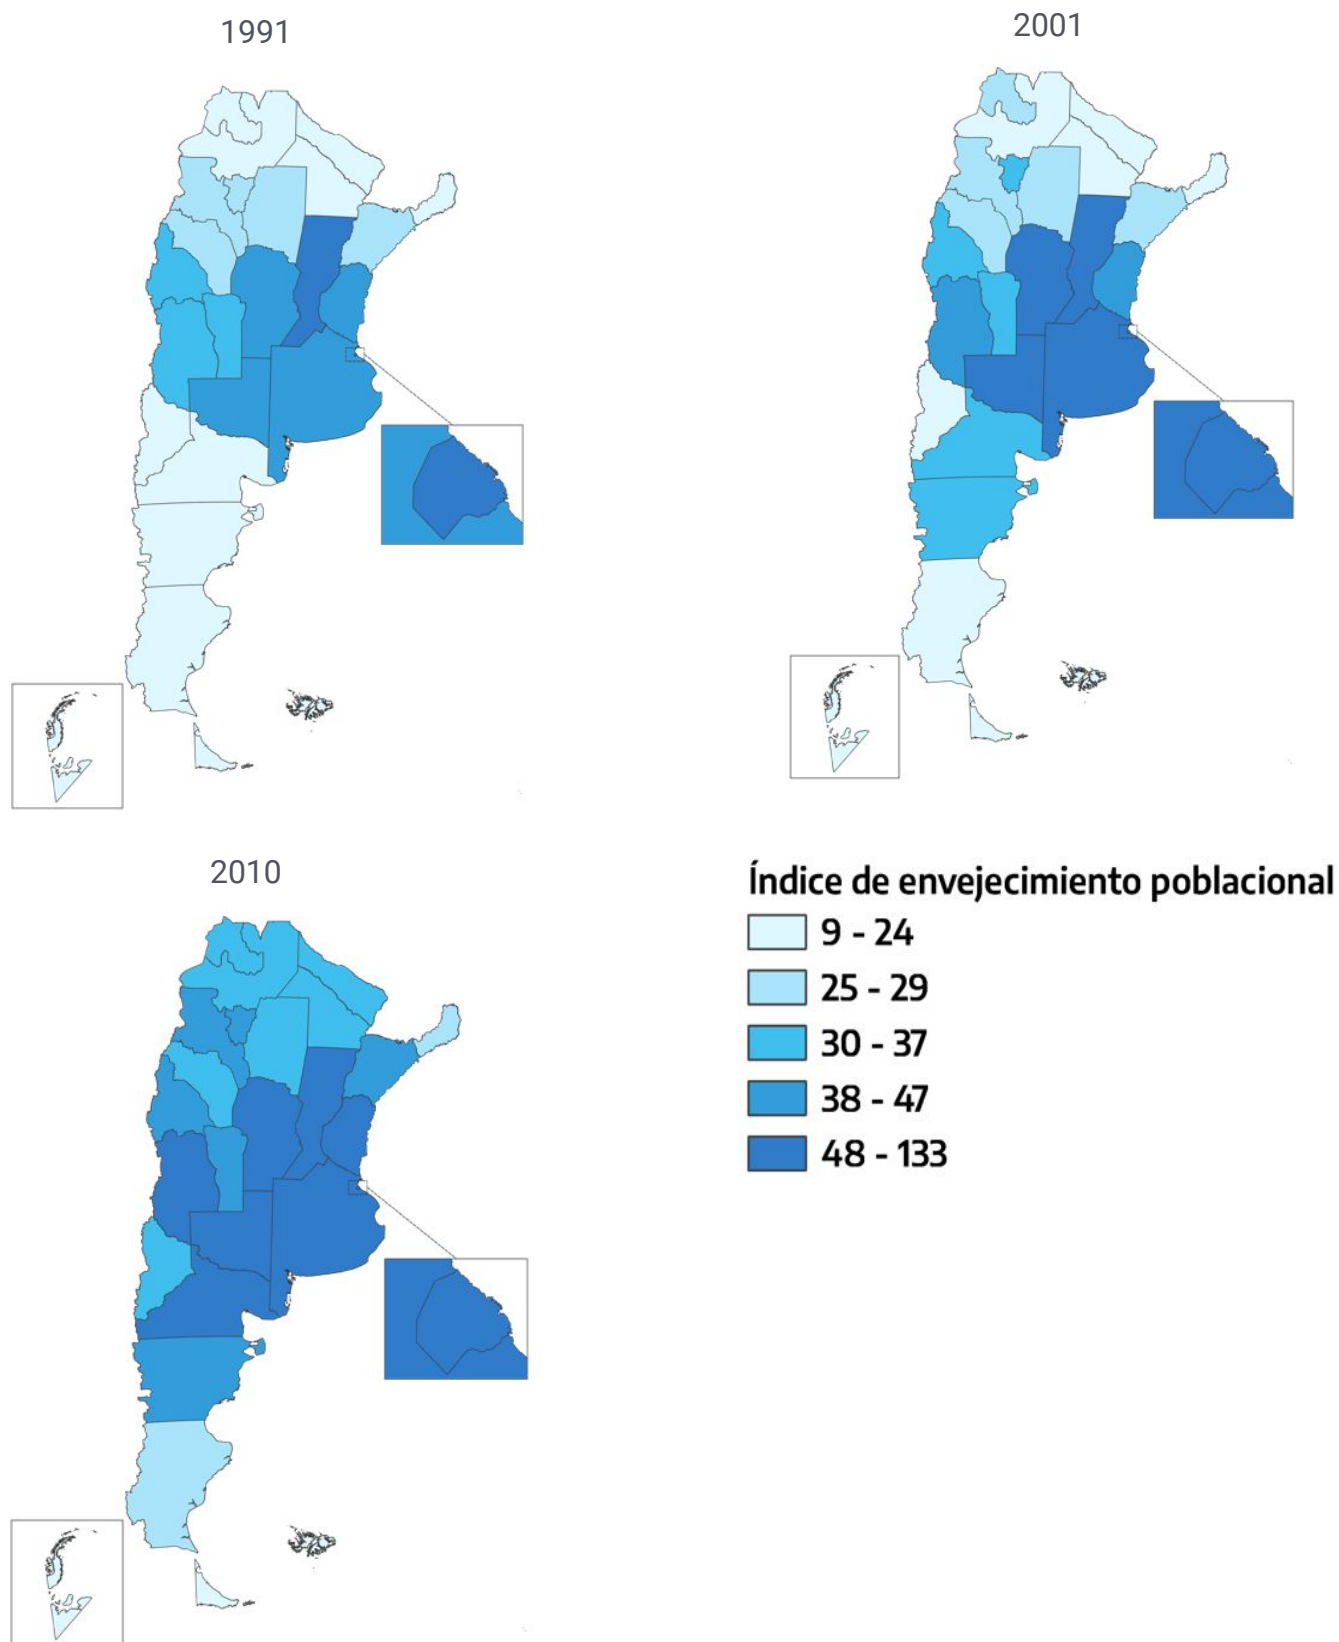 1991
2001
2010
Índice de envejecimiento poblacional
9 - 24
25 - 29
30 - 37
38 - 47
48 - 133